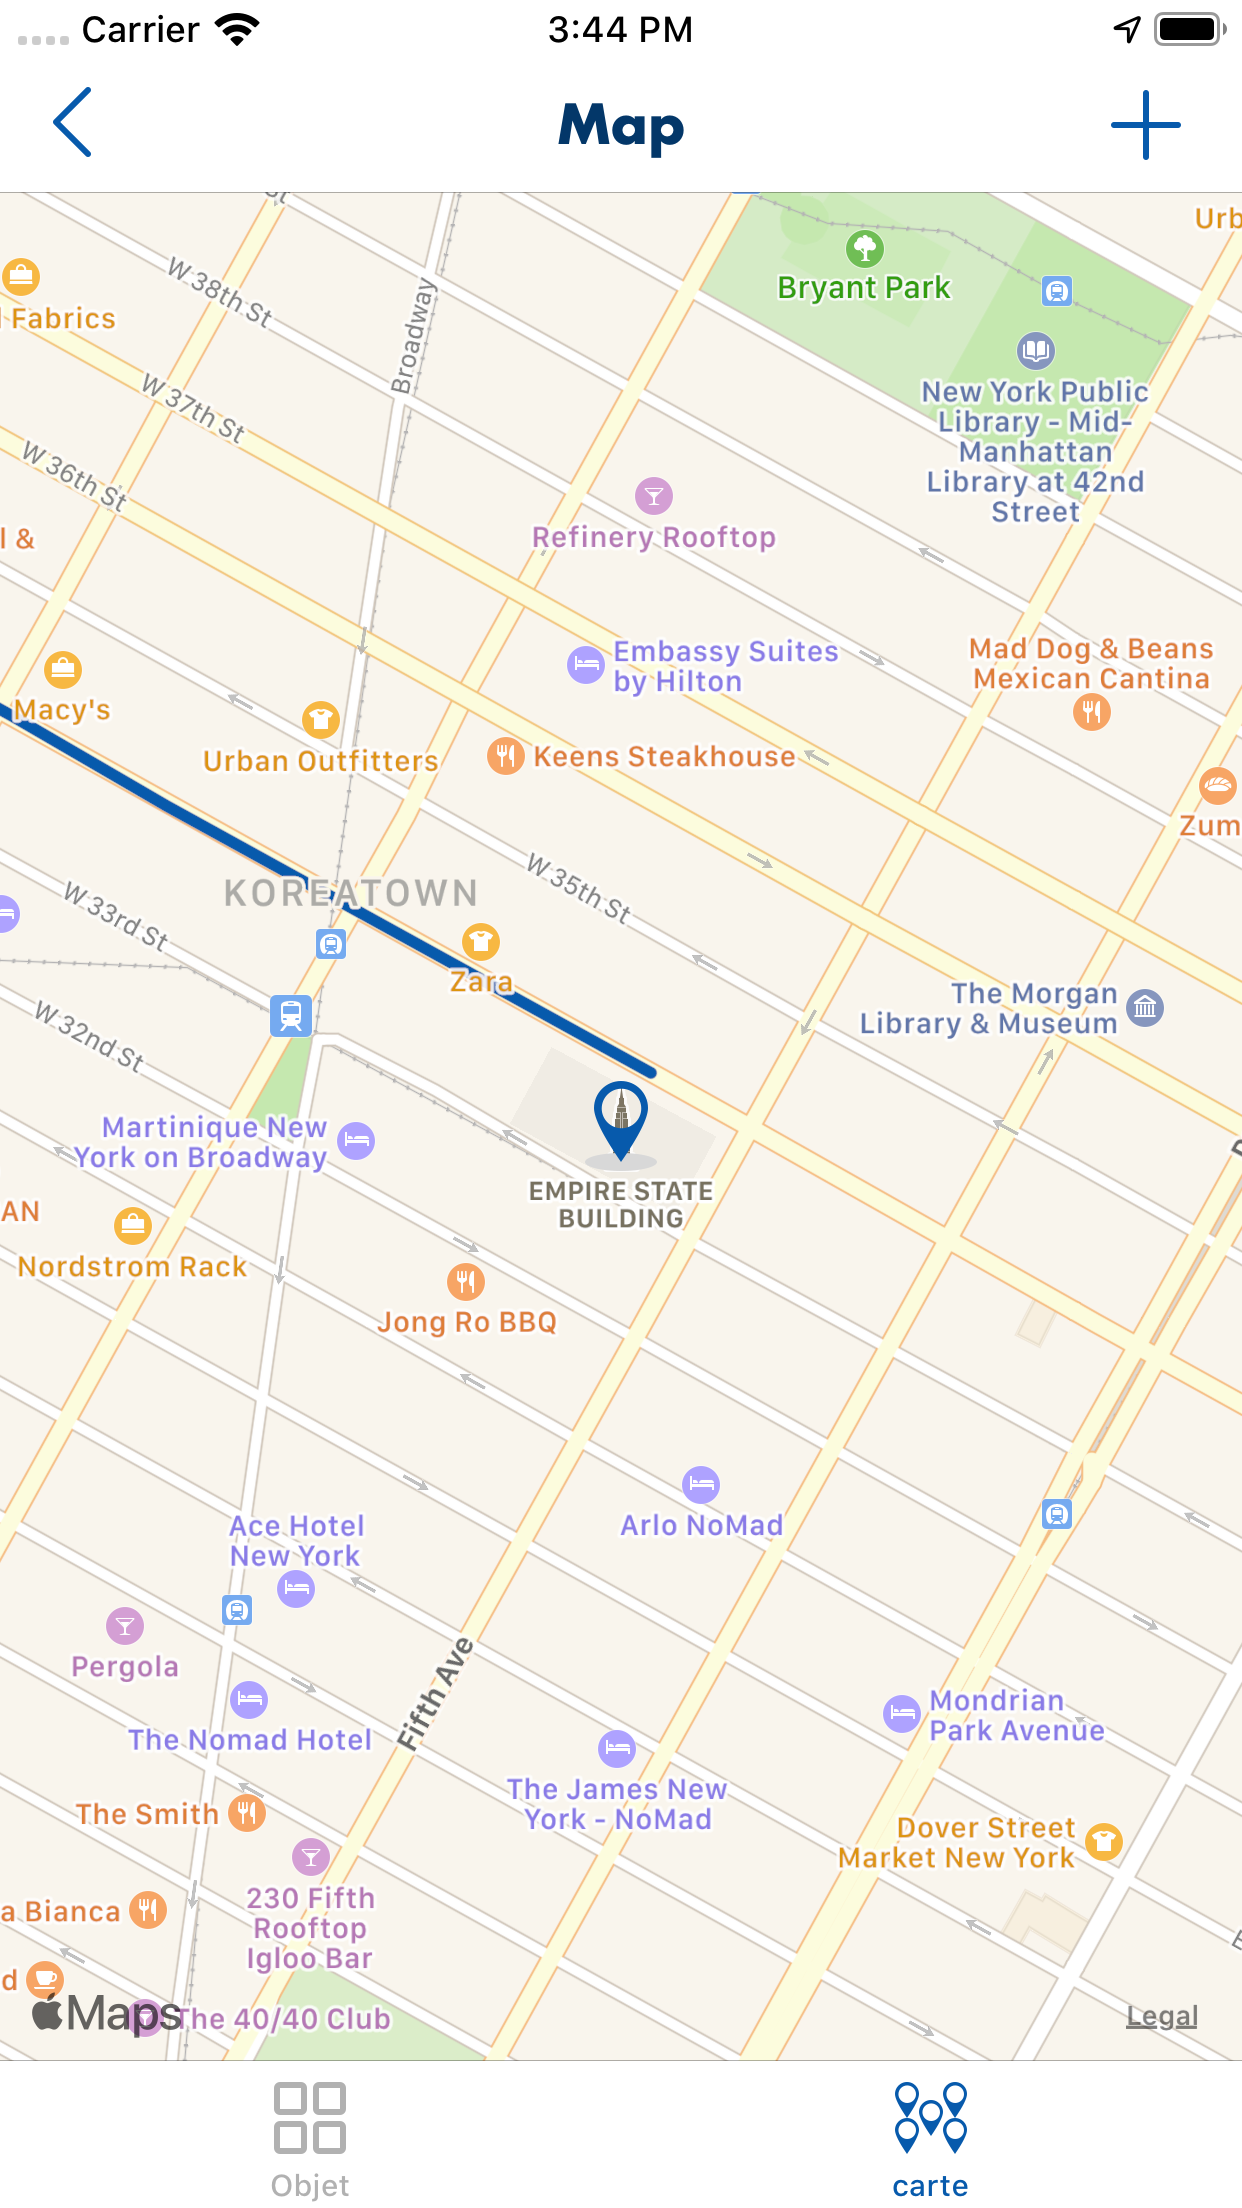 Carrier
3:44 PM
Map
St
Urb
Bryant Park
W 38th St
Broadway
Fabrics
New York Public
Library - Mid-
Manhattan
Library at 42nd
Street
W 37th St
W 36th St
l &
Refinery Rooftop
Embassy Suites
by Hilton
Mad Dog & Beans
Mexican Cantina
Macy's
Urban Outfitters
Keens Steakhouse
Zum
KOREATOWN
W 35th St
W 33rd St
Zara
The Morgan
Library & Museum
W 32nd St
Martinique New
York on Broadway
EMPIRE STATE
BUILDING
AN
Nordstrom Rack
Jong Ro BBQ
Arlo NoMad
Ace Hotel
New York
Pergola
Fifth Ave
The Nomad Hotel
Mondrian
Park Avenue
The James New
York - NoMad
The Smith
Dover Street
Market New York
230 Fifth
Rooftop
Igloo Bar
a Bianca
d
Maps
The 40/40 Club
Legal
Objet
carte